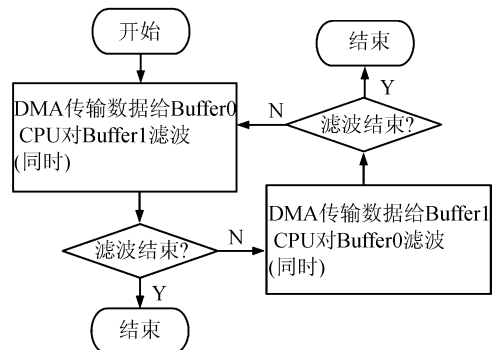 开始
DMA传输数据给Buffer0
CPU对Buffer1滤波
(同时)
滤波结束?
N
Y
结束
DMA传输数据给Buffer1
CPU对Buffer0滤波
(同时)
滤波结束?
N
Y
结束